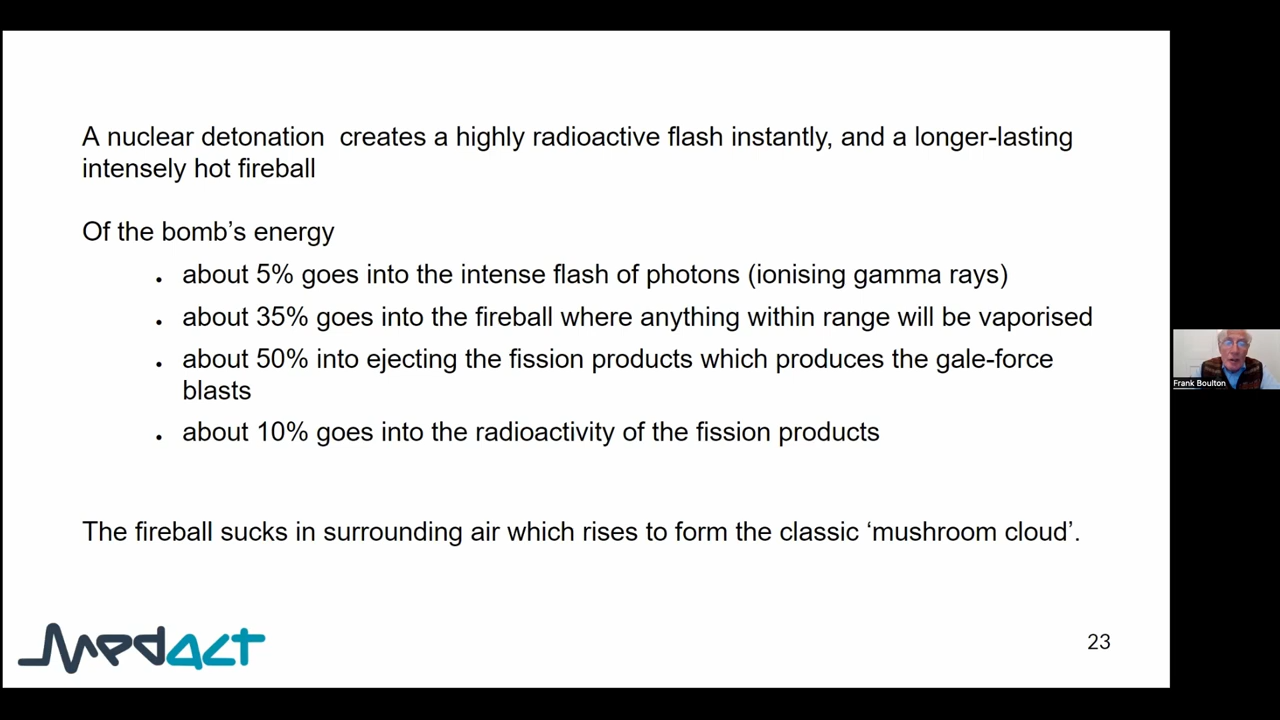 A nuclear detonation  creates a highly radioactive flash instantly, and a longer-lasting
intensely hot fireball
Of the bomb’s energy
• about 5% goes into the intense flash of photons (ionising gamma rays)
• about 35% goes into the fireball where anything within range will be vaporised
• about 50% into ejecting the fission products which produces the gale-force
blasts
• about 10% goes into the radioactivity of the fission products
The fireball sucks in surrounding air which rises to form the classic ‘mushroom cloud’.
medact
23
Frank Boulton